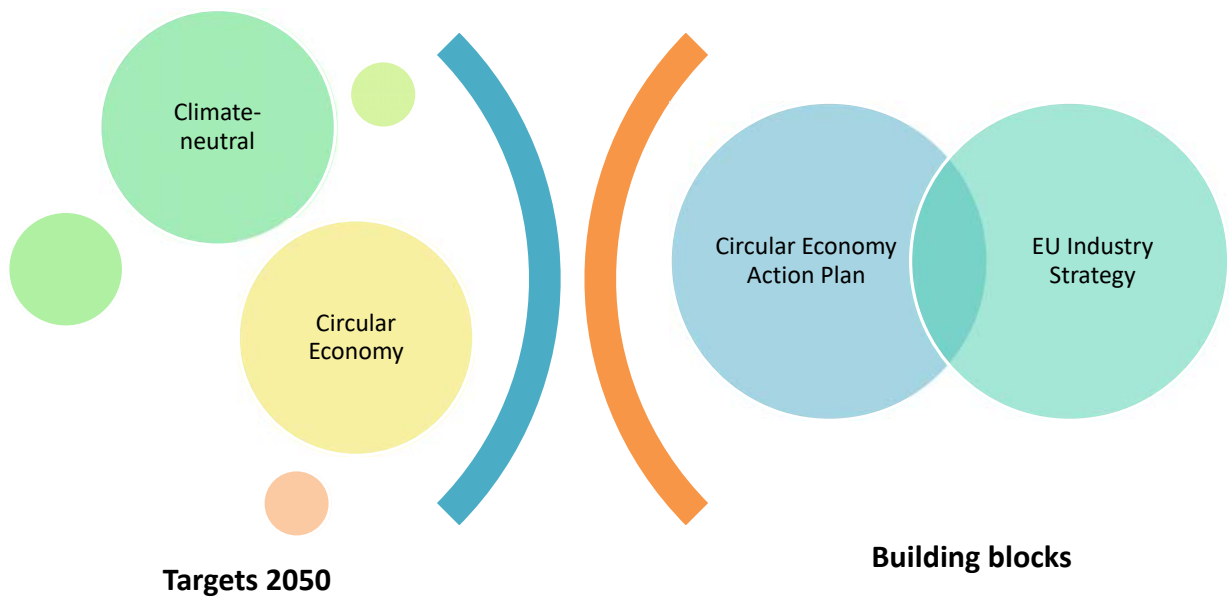 Climate-
neutral
Circular
Economy
Targets 2050
Circular Economy
Action Plan
EU Industry
Strategy
Building blocks